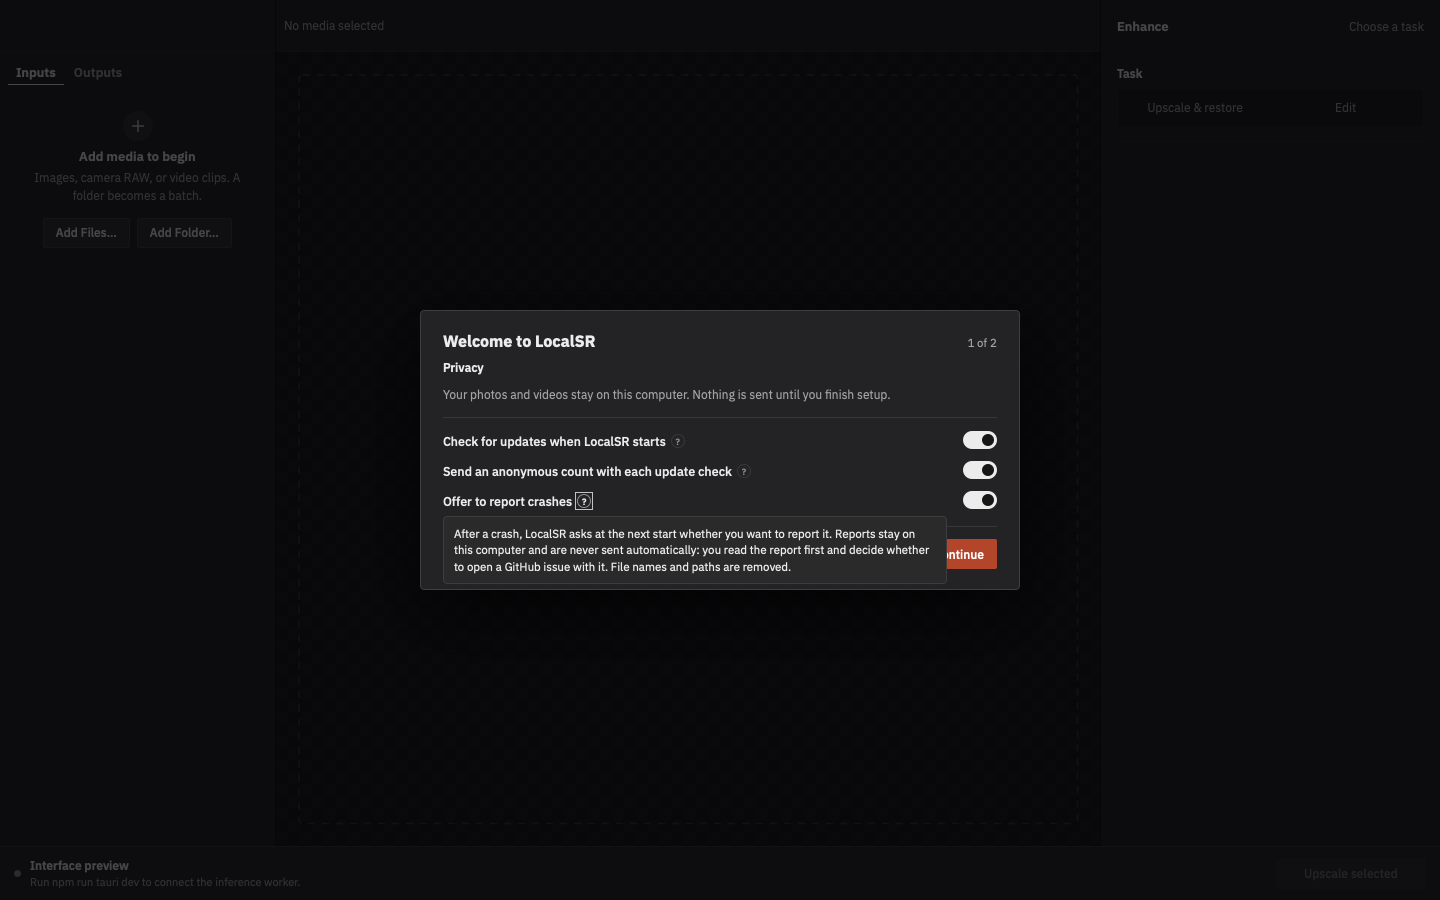 No media selected
Enhance
Choose a task
Inputs
Outputs
Task
Upscale & restore
Edit
Add media to begin
Images, camera RAW, or video clips. A
folder becomes a batch.
Add Files...
Add Folder...
Welcome to LocalSR
1 of 2
Privacy
Your photos and videos stay on this computer. Nothing is sent until you finish setup.
Check for updates when LocalSR starts ?
Send an anonymous count with each update check ?
Offer to report crashes ?
After a crash, LocalSR asks at the next start whether you want to report it. Reports stay on
this computer and are never sent automatically: you read the report first and decide whether
to open a GitHub issue with it. File names and paths are removed.
ontinue
Interface preview
Run npm run tauri dev to connect the inference worker.
Upscale selected